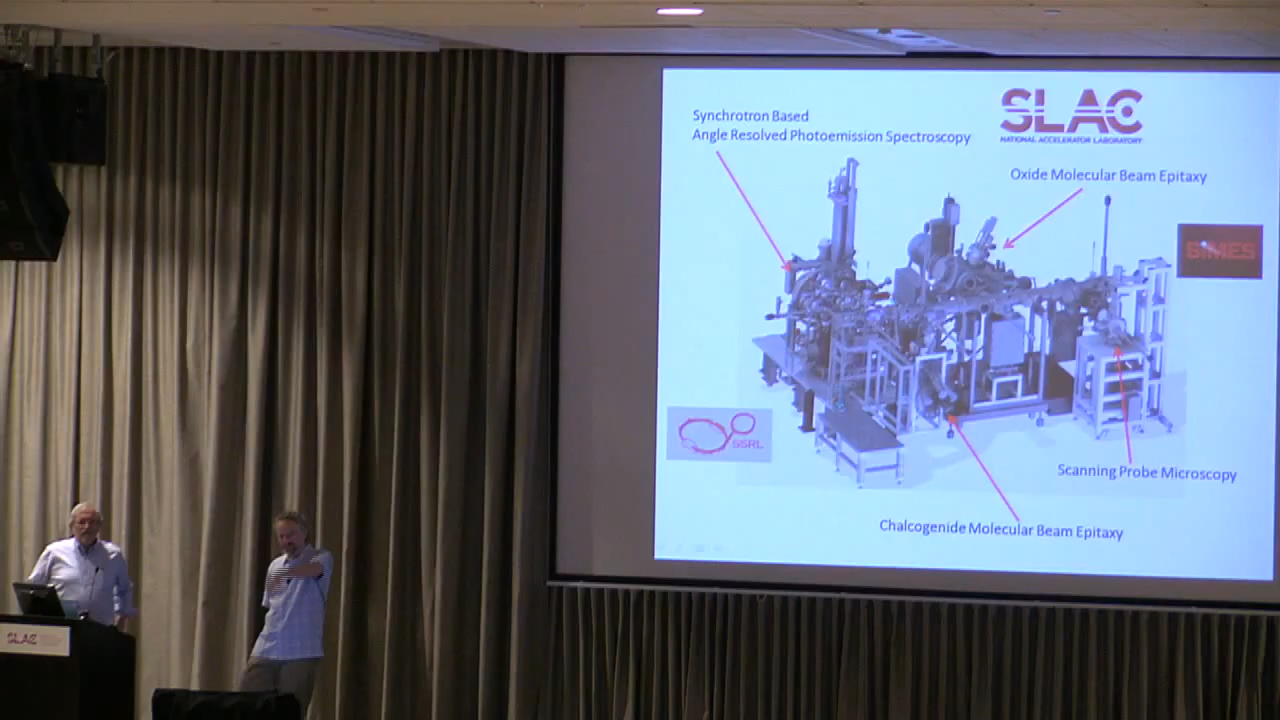 Synchrotron Based
Angle Resolved Photoemission Spectroscopy
SLAC
NATIONAL ACCELERATOR LABORATORY
Oxide Molecular Beam Epitaxy
SIMES
SSRL
Scanning Probe Microscopy
Chalcogenide Molecular Beam Epitaxy
SLAC